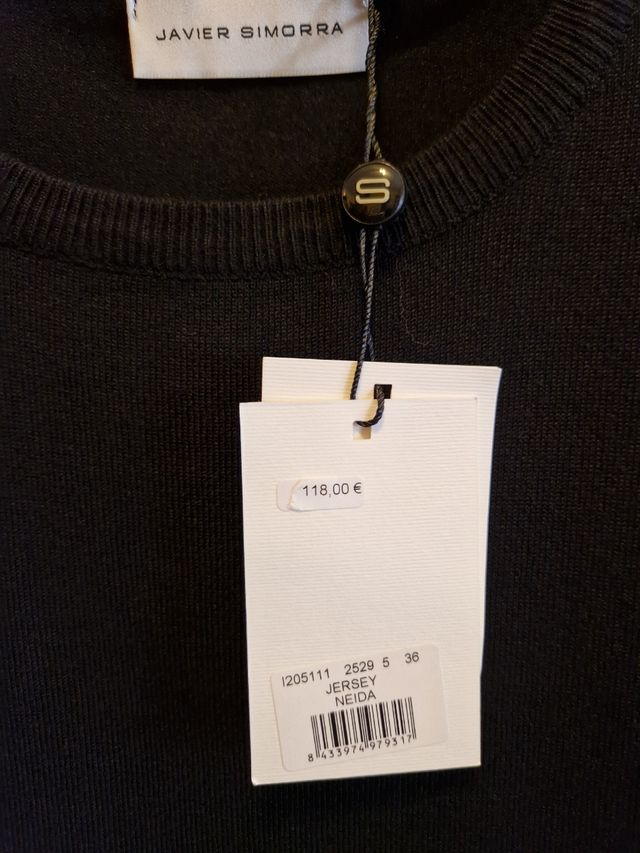 JAVIER SIMORRA
S
118,00 €
I205111 2529 5 36
JERSEY
NEIDA
8 433974 979317